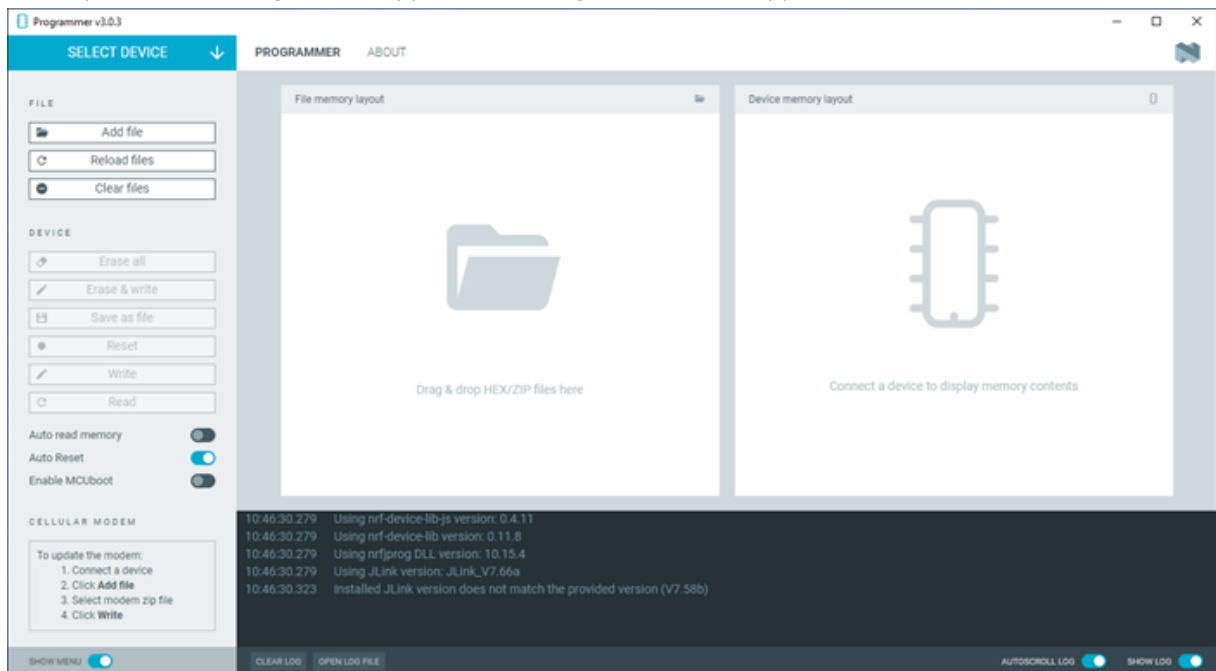 Programmer v3.0.3
SELECT DEVICE
PROGRAMMER ABOUT
FILE
Add file
Reload files
Clear files
DEVICE
Erase all
Erase & write
Save as file
Reset
Write
Read
Auto read memory
Auto Reset
Enable MCUboot
CELLULAR MODEM
To update the modem:
1. Connect a device
2. Click Add file
3. Select modem zip file
4. Click Write
SHOW MENU
File memory layout
Drag & drop HEX/ZIP files here
Device memory layout
Connect a device to display memory contents
10:46:30.279 Using nrf-device-lib-js version: 0.4.11
10:46:30.279 Using nrf-device-lib version: 0.11.8
10:46:30.279 Using nrfjprog DLL version: 10.15.4
10:46:30.279 Using JLink version: JLink_V7.66a
10:46:30.323 Installed JLink version does not match the provided version (V7.58b)
CLEAR LOG OPEN LOG FILE
AUTOSCROLL LOG SHOW LOG